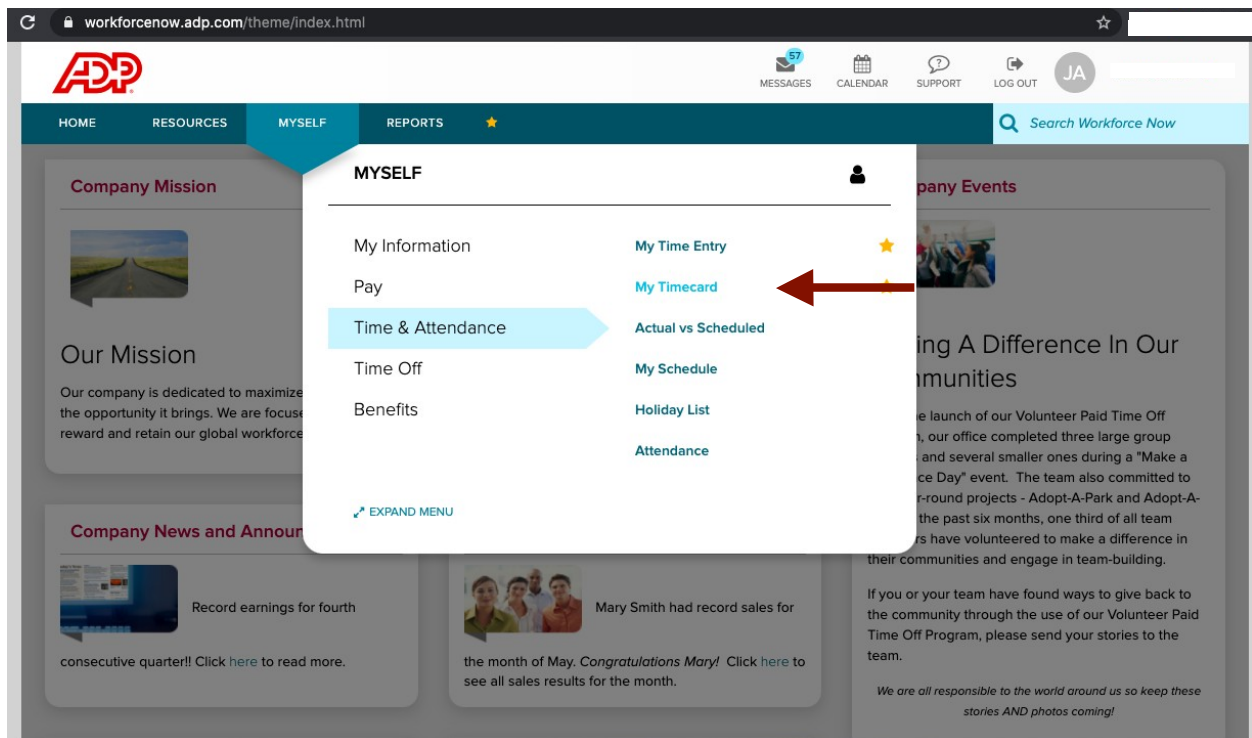 workforcenow.adp.com/theme/index.html
ADP
57
MESSAGES
CALENDAR
SUPPORT
LOG OUT
JA
HOME
RESOURCES
MYSELF
REPORTS
Search Workforce Now
MYSELF
My Information
Pay
Time & Attendance
Time Off
Benefits
EXPAND MENU
My Time Entry
My Timecard
Actual vs Scheduled
My Schedule
Holiday List
Attendance
Company Mission
Our Mission
Our company is dedicated to maximize
the opportunity it brings. We are focuse
reward and retain our global workforce
Company News and Announ
Record earnings for fourth
consecutive quarter!! Click here to read more.
Mary Smith had record sales for
the month of May. Congratulations Mary! Click here to
see all sales results for the month.
pany Events
ing A Difference In Our
munities
e launch of our Volunteer Paid Time Off
, our office completed three large group
and several smaller ones during a "Make a
ce Day" event. The team also committed to
r-round projects - Adopt-A-Park and Adopt-A-
the past six months, one third of all team
rs have volunteered to make a difference in
their communities and engage in team-building.
If you or your team have found ways to give back to
the community through the use of our Volunteer Paid
Time Off Program, please send your stories to the
team.
We are all responsible to the world around us so keep these
stories AND photos coming!